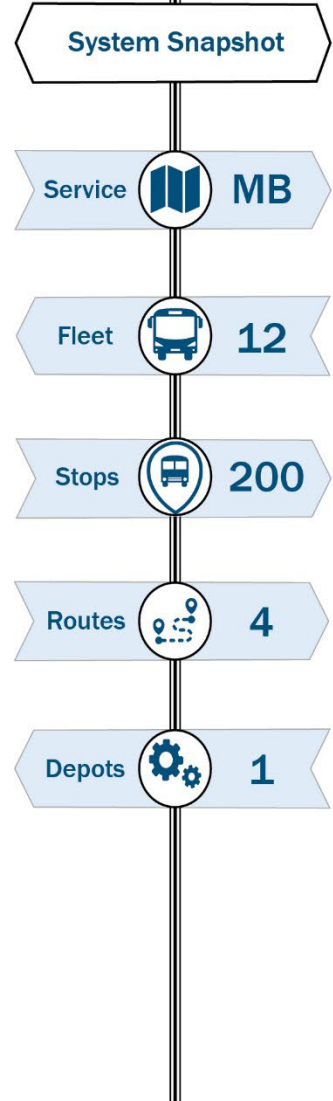 System Snapshot
Service MB
Fleet 12
Stops 200
Routes 4
Depots 1